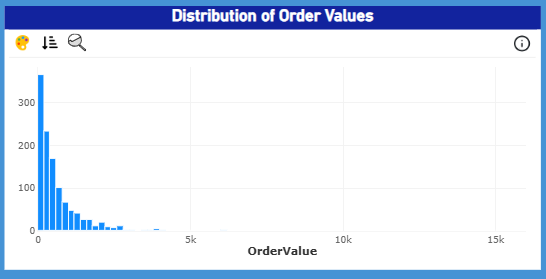 Distribution of Order Values
300
200
100
0
0 5k 10k 15k
OrderValue